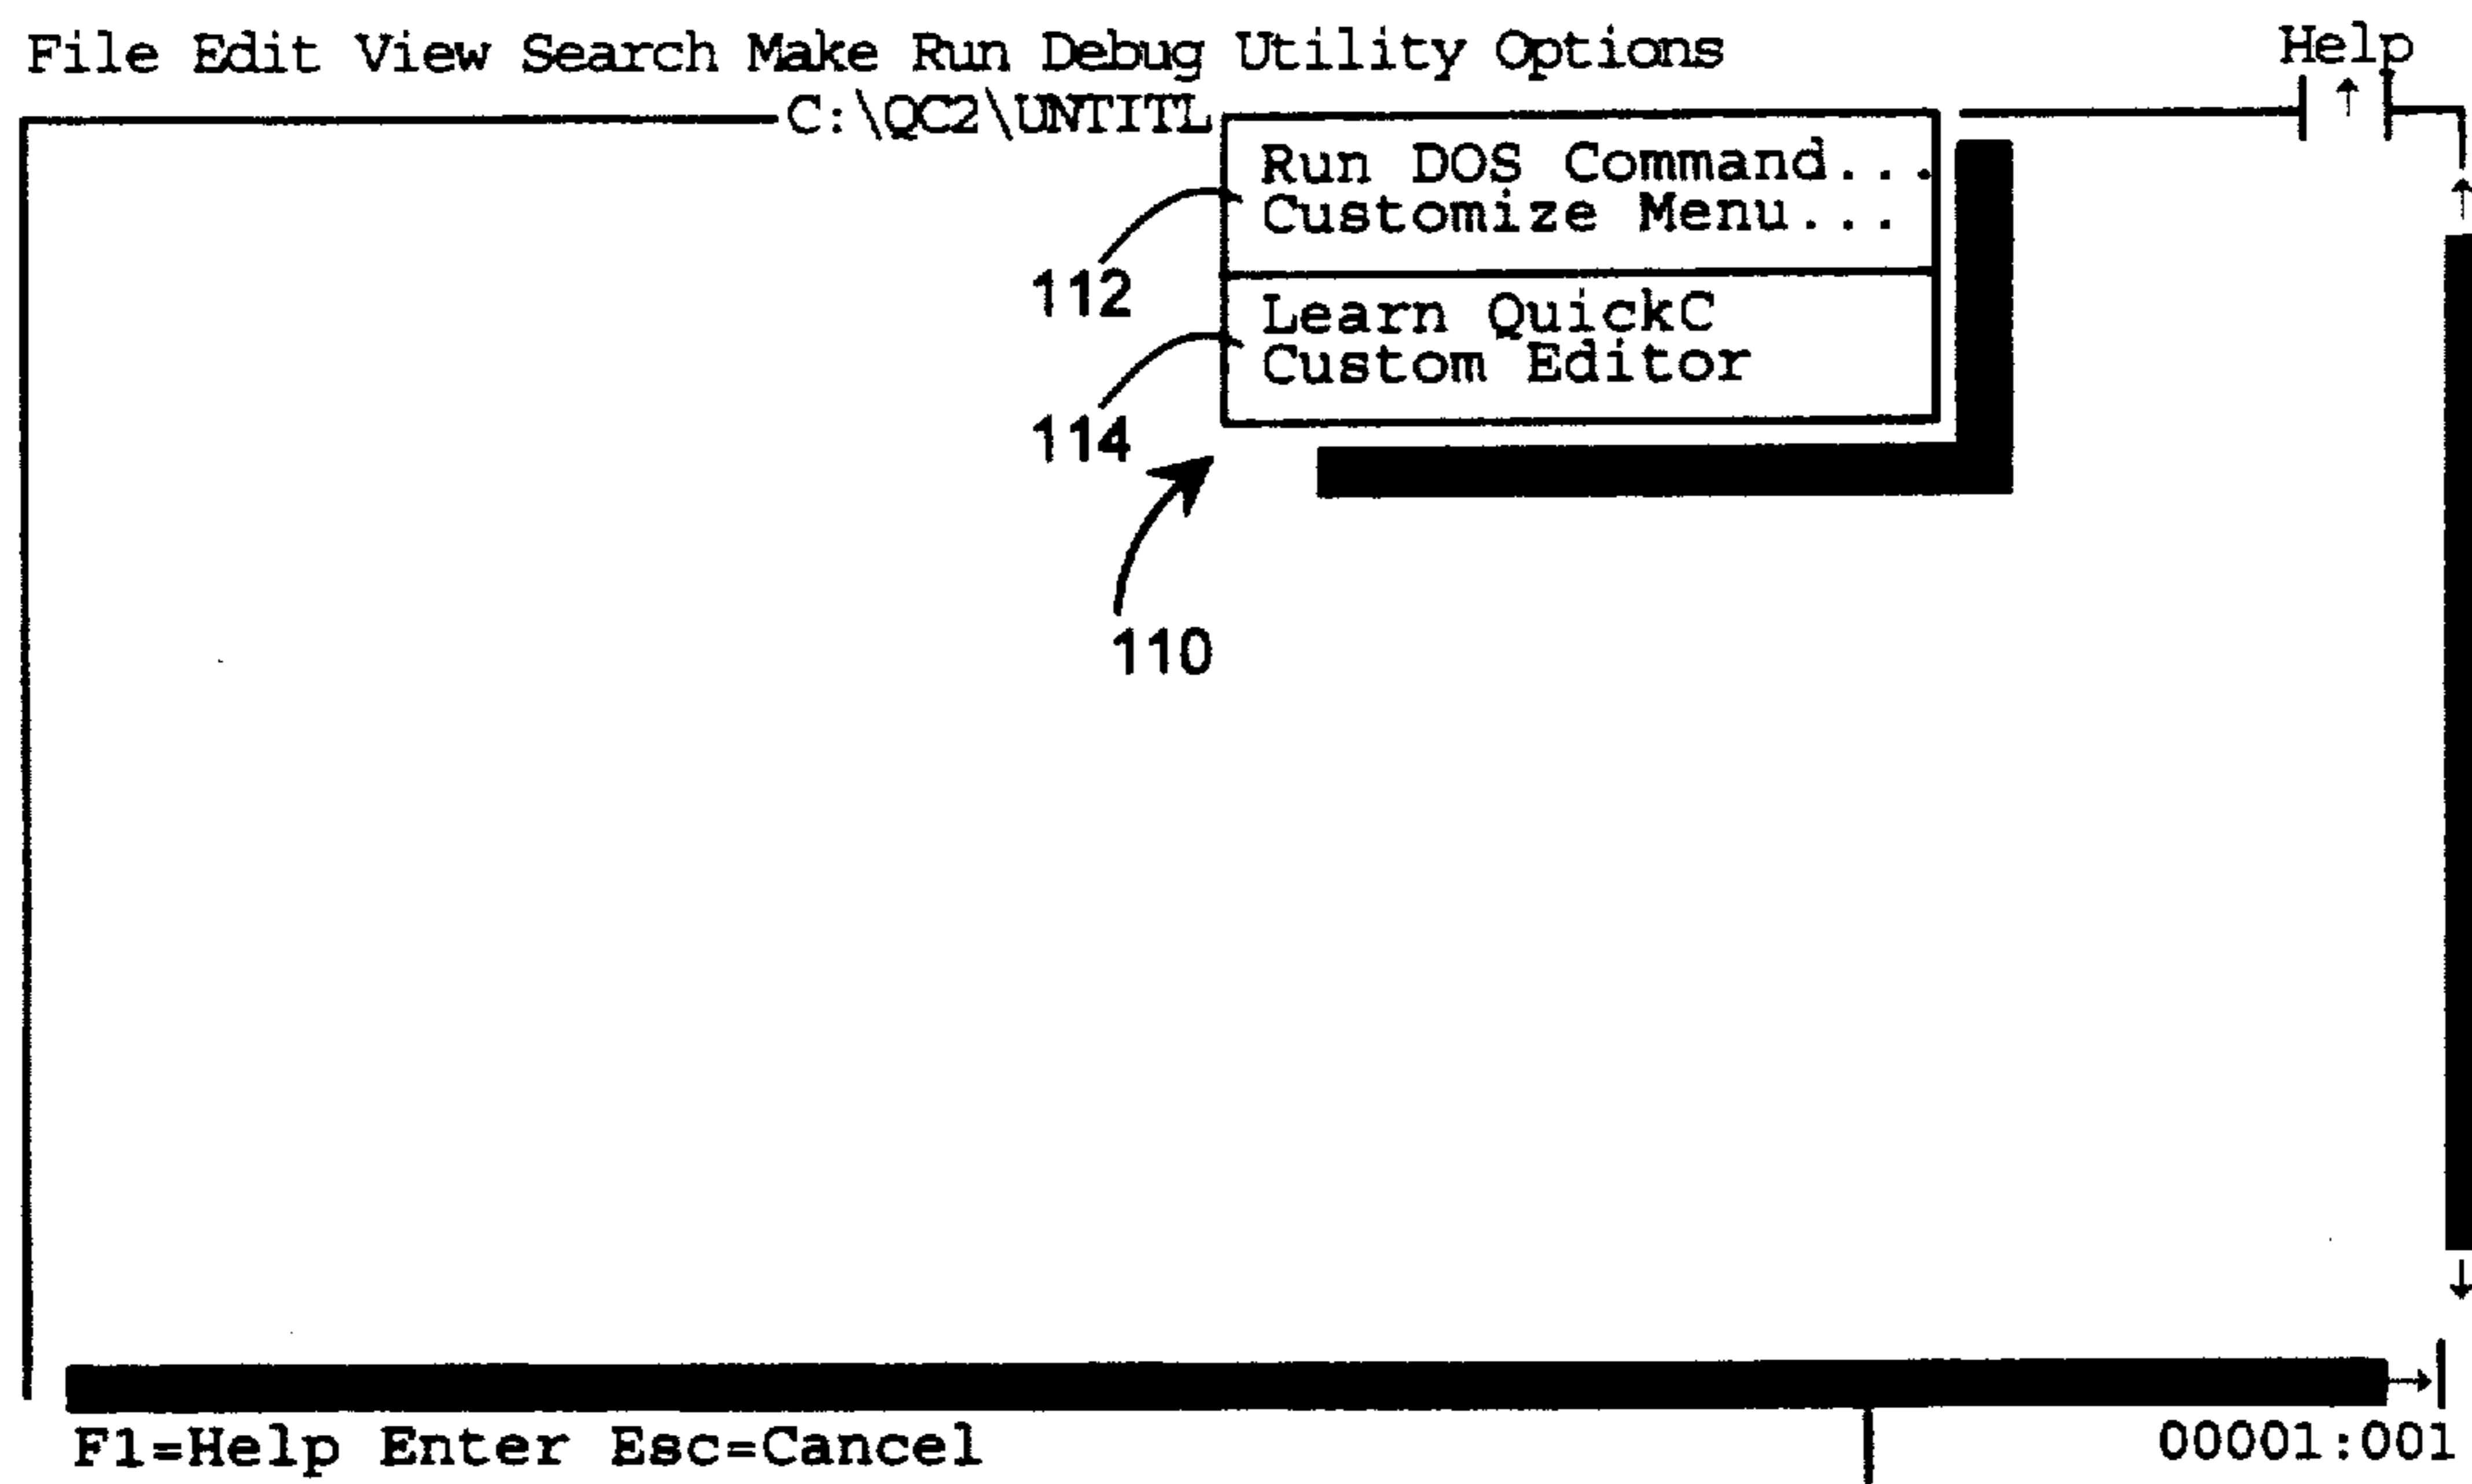 File Edit View Search Make Run Debug Utility Options Help
C:\QC2\UNTITL
Run DOS Command...
Customize Menu...
112
Learn QuickC
Custom Editor
114
110
F1=Help Enter Esc=Cancel 00001:001